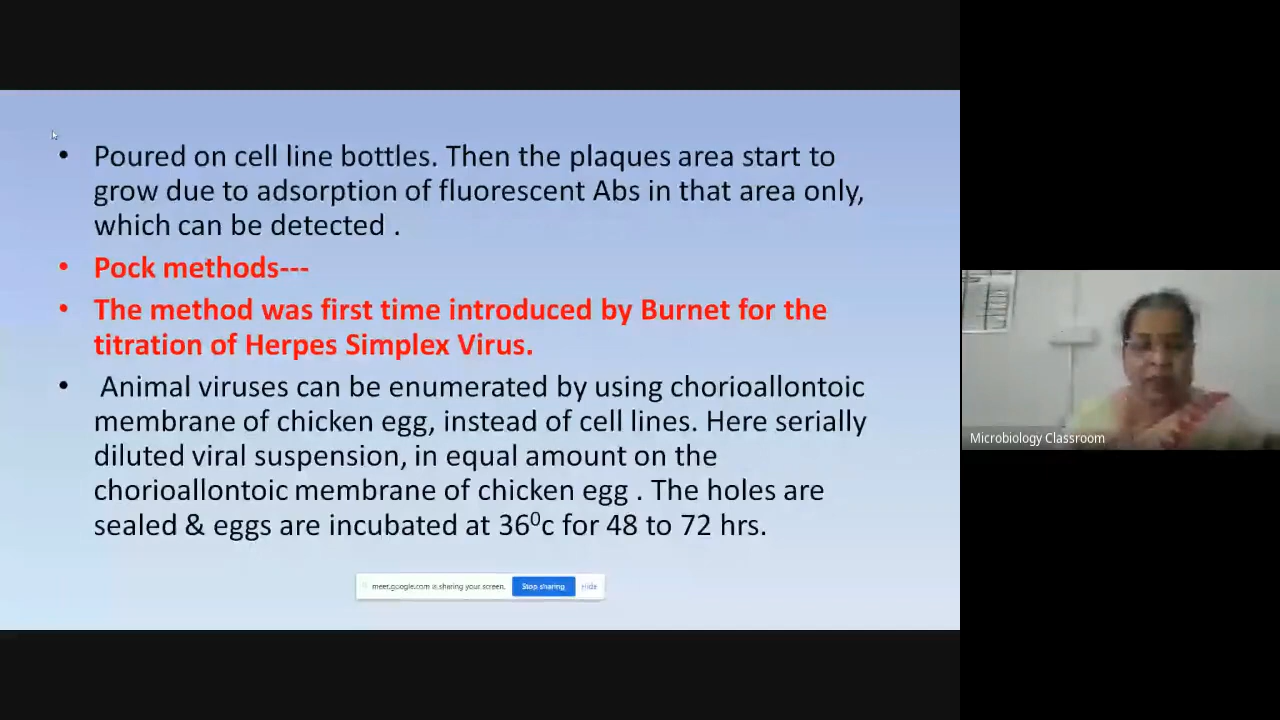 Poured on cell line bottles. Then the plaques area start to
grow due to adsorption of fluorescent Abs in that area only,
which can be detected .
Pock methods---
The method was first time introduced by Burnet for the
titration of Herpes Simplex Virus.
Animal viruses can be enumerated by using chorioallontoic
membrane of chicken egg, instead of cell lines. Here serially
diluted viral suspension, in equal amount on the
chorioallontoic membrane of chicken egg . The holes are
sealed & eggs are incubated at 36⁰c for 48 to 72 hrs.
meet.google.com is sharing your screen. Stop sharing Hide
Microbiology Classroom